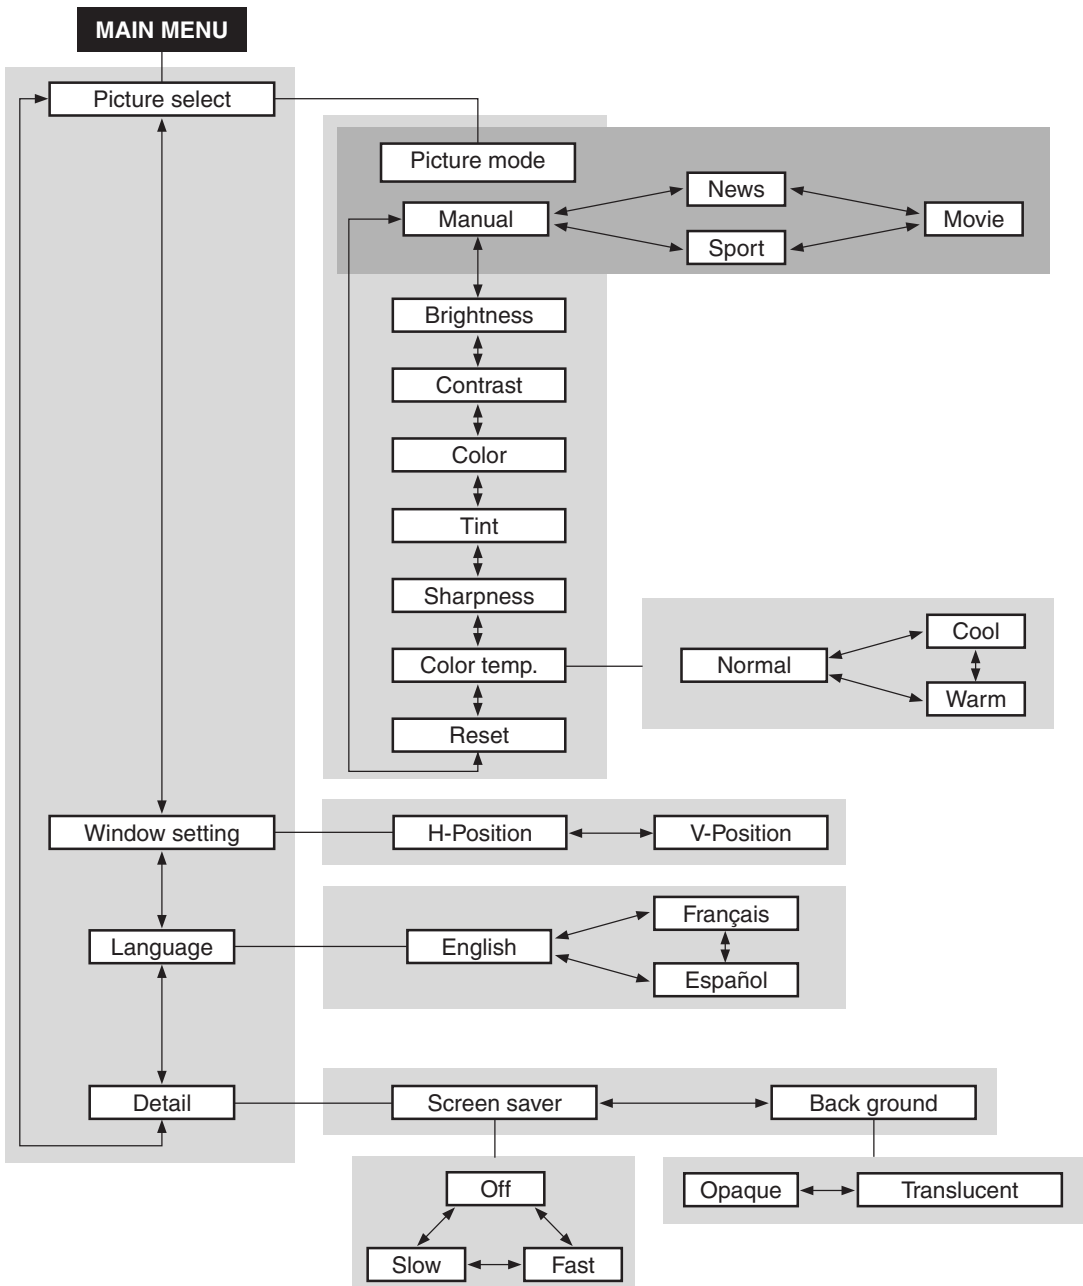 MAIN MENU
Picture select
Picture mode
News
Manual
Movie
Sport
Brightness
Contrast
Color
Tint
Sharpness
Cool
Color temp.
Normal
Warm
Reset
Window setting
H-Position
V-Position
Français
Language
English
Español
Detail
Screen saver
Back ground
Off
Opaque
Translucent
Slow
Fast